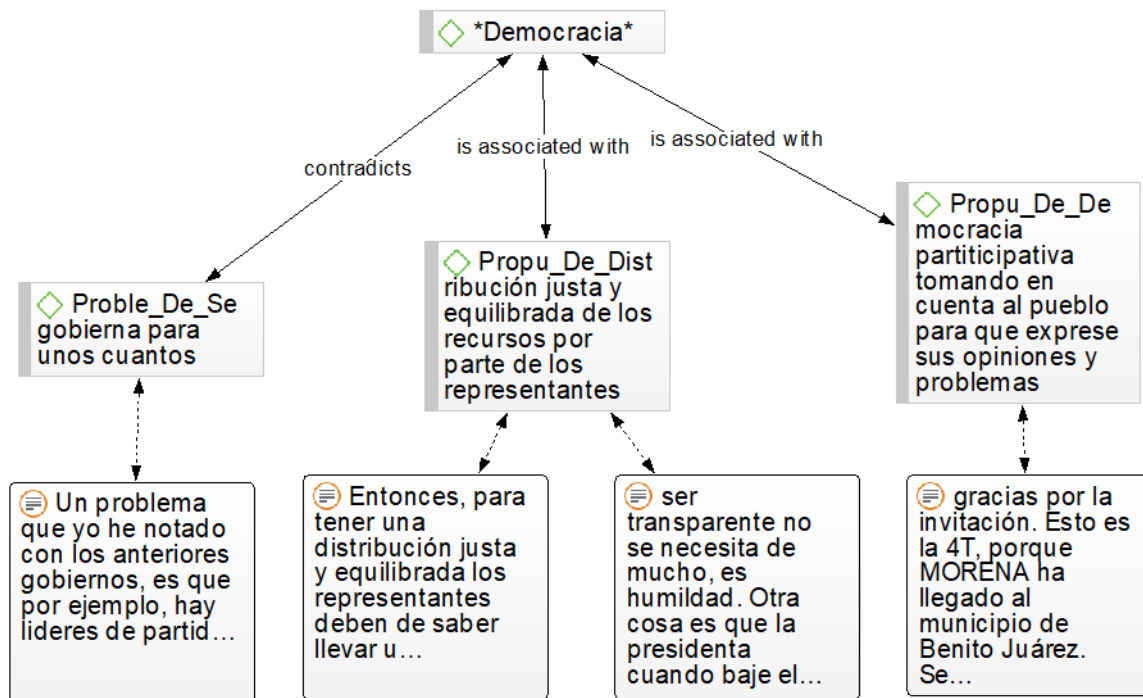 *Democracia*
contradicts
is associated with
is associated with
Proble_De_Se
gobierna para
unos cuantos
Propu_De_Dist
ribución justa y
equilibrada de los
recursos por
parte de los
representantes
Propu_De_De
mocracia
partiticipativa
tomando en
cuenta al pueblo
para que exprese
sus opiniones y
problemas
Un problema
que yo he notado
con los anteriores
gobiernos, es que
por ejemplo, hay
lideres de partid…
Entonces, para
tener una
distribución justa
y equilibrada los
representantes
deben de saber
llevar u…
ser
transparente no
se necesita de
mucho, es
humildad. Otra
cosa es que la
presidenta
cuando baje el…
gracias por la
invitación. Esto es
la 4T, porque
MORENA ha
llegado al
municipio de
Benito Juárez.
Se…